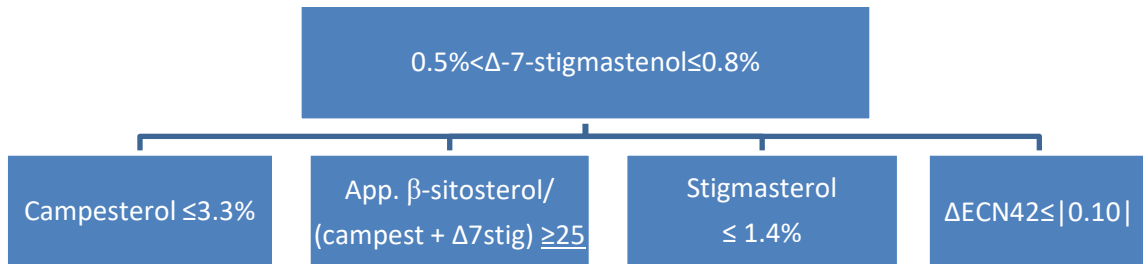 0.5%<Δ-7-stigmastenol≤0.8%
Campesterol ≤3.3%
App. β-sitosterol/
(campest + Δ7stig) ≥25
Stigmasterol
≤ 1.4%
ΔECN42≤|0.10|